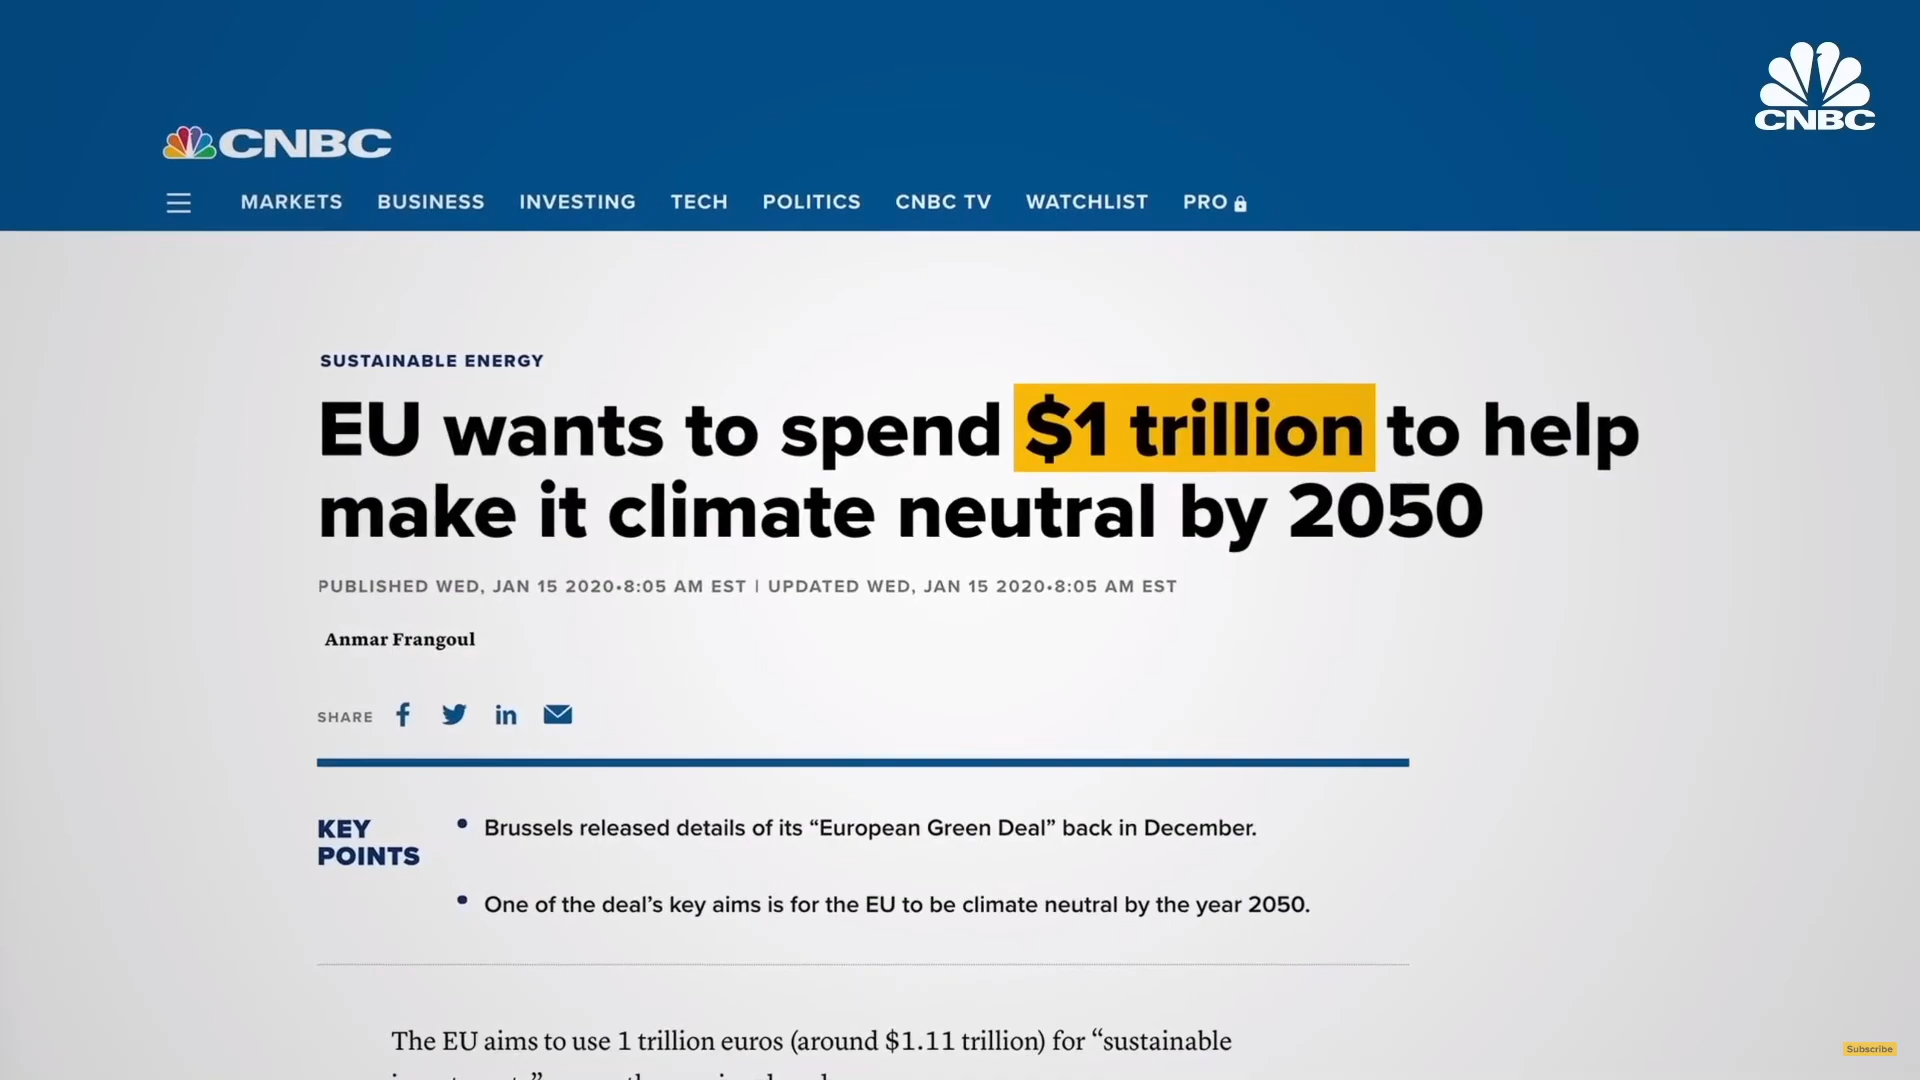 CNBC
CNBC
MARKETS BUSINESS INVESTING TECH POLITICS CNBC TV WATCHLIST PRO
SUSTAINABLE ENERGY
EU wants to spend $1 trillion to help
make it climate neutral by 2050
PUBLISHED WED, JAN 15 2020•8:05 AM EST | UPDATED WED, JAN 15 2020•8:05 AM EST
Anmar Frangoul
SHARE
KEY
POINTS
• Brussels released details of its “European Green Deal” back in December.
• One of the deal’s key aims is for the EU to be climate neutral by the year 2050.
The EU aims to use 1 trillion euros (around $1.11 trillion) for “sustainable
Subscribe